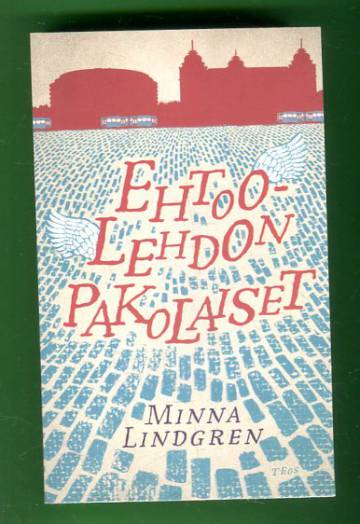 EHTOO-
LEHDON
PAKOLAISET
MINNA
LINDGREN
TEOS